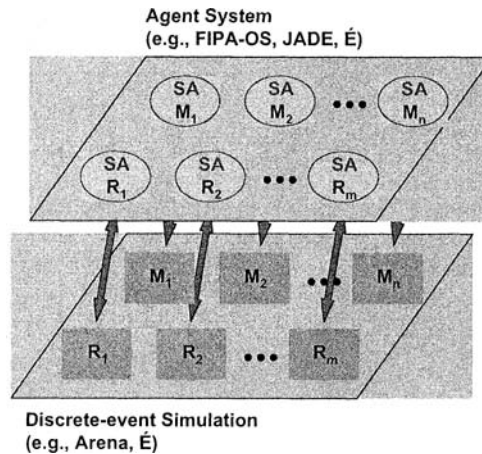 Agent System
(e.g., FIPA-OS, JADE, É)
SA SA SA
M1 M2 ••• Mn
SA SA SA
R1 R2 ••• Rm
M1 M2 ••• Mn
R1 R2 ••• Rm
Discrete-event Simulation
(e.g., Arena, É)